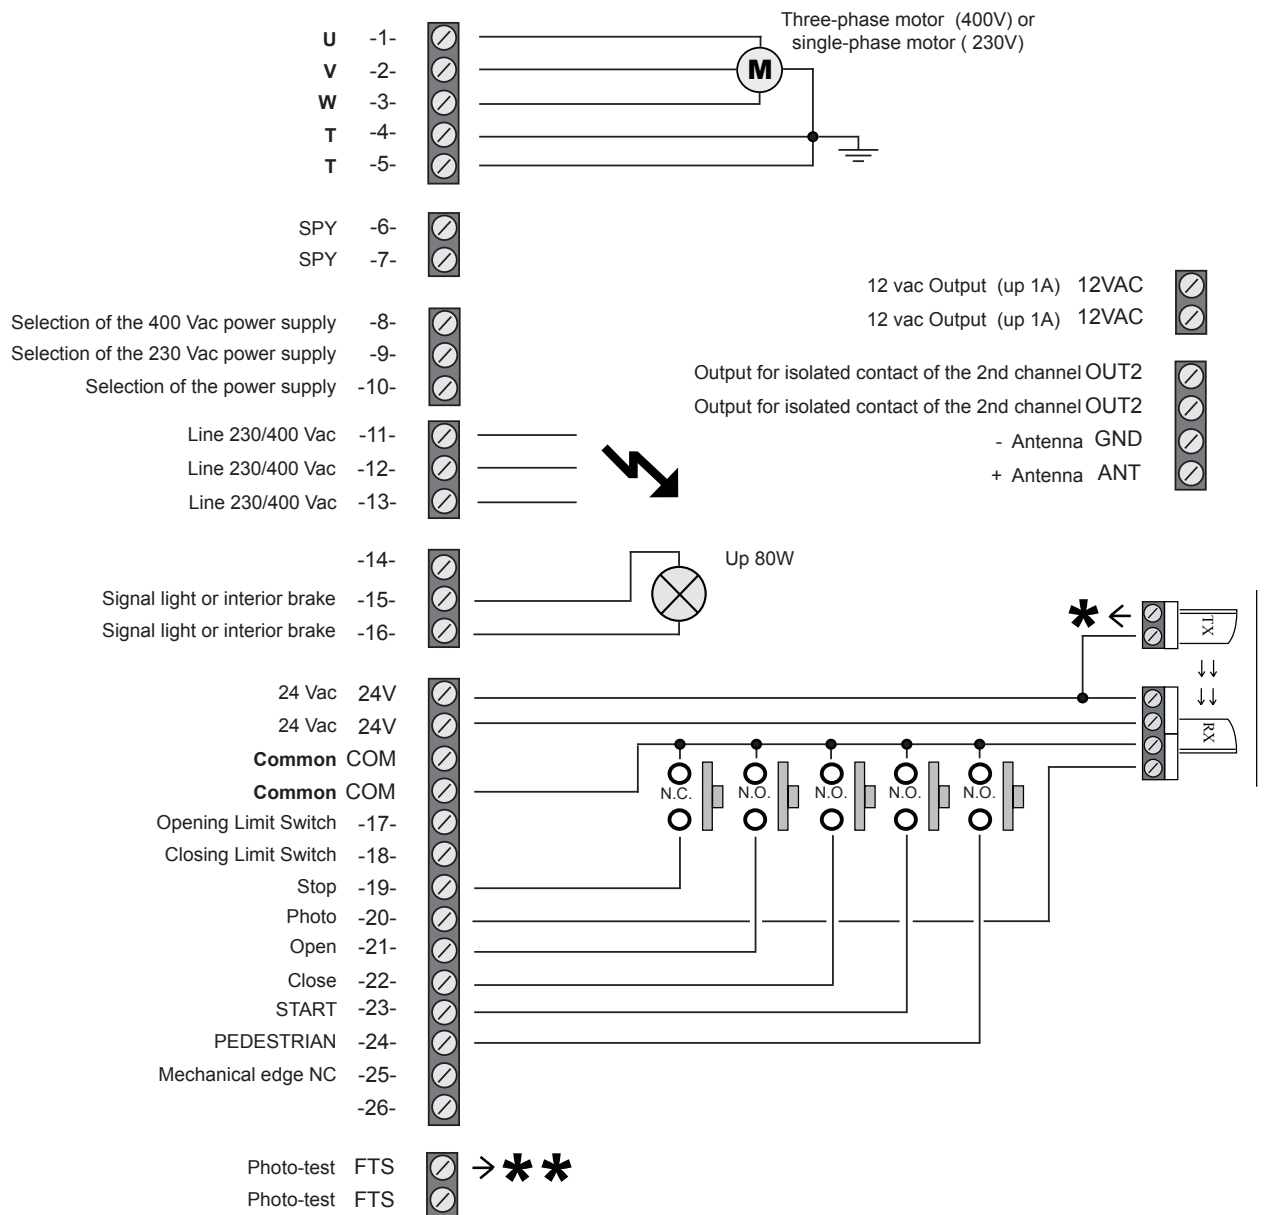 Three-phase motor (400V) or
single-phase motor ( 230V)
U -1-
V -2-
M
W -3-
T -4-
T -5-
SPY -6-
SPY -7-
12 vac Output (up 1A) 12VAC
12 vac Output (up 1A) 12VAC
Selection of the 400 Vac power supply -8-
Selection of the 230 Vac power supply -9-
Selection of the power supply -10-
Output for isolated contact of the 2nd channel OUT2
Output for isolated contact of the 2nd channel OUT2
- Antenna GND
+ Antenna ANT
Line 230/400 Vac -11-
Line 230/400 Vac -12-
Line 230/400 Vac -13-
-14-
Up 80W
Signal light or interior brake -15-
Signal light or interior brake -16-
* TX
24 Vac 24V
24 Vac 24V
RX
Common COM
Common COM
N.C. N.O. N.O. N.O. N.O.
Opening Limit Switch -17-
Closing Limit Switch -18-
Stop -19-
Photo -20-
Open -21-
Close -22-
START -23-
PEDESTRIAN -24-
Mechanical edge NC -25-
-26-
Photo-test FTS **
Photo-test FTS